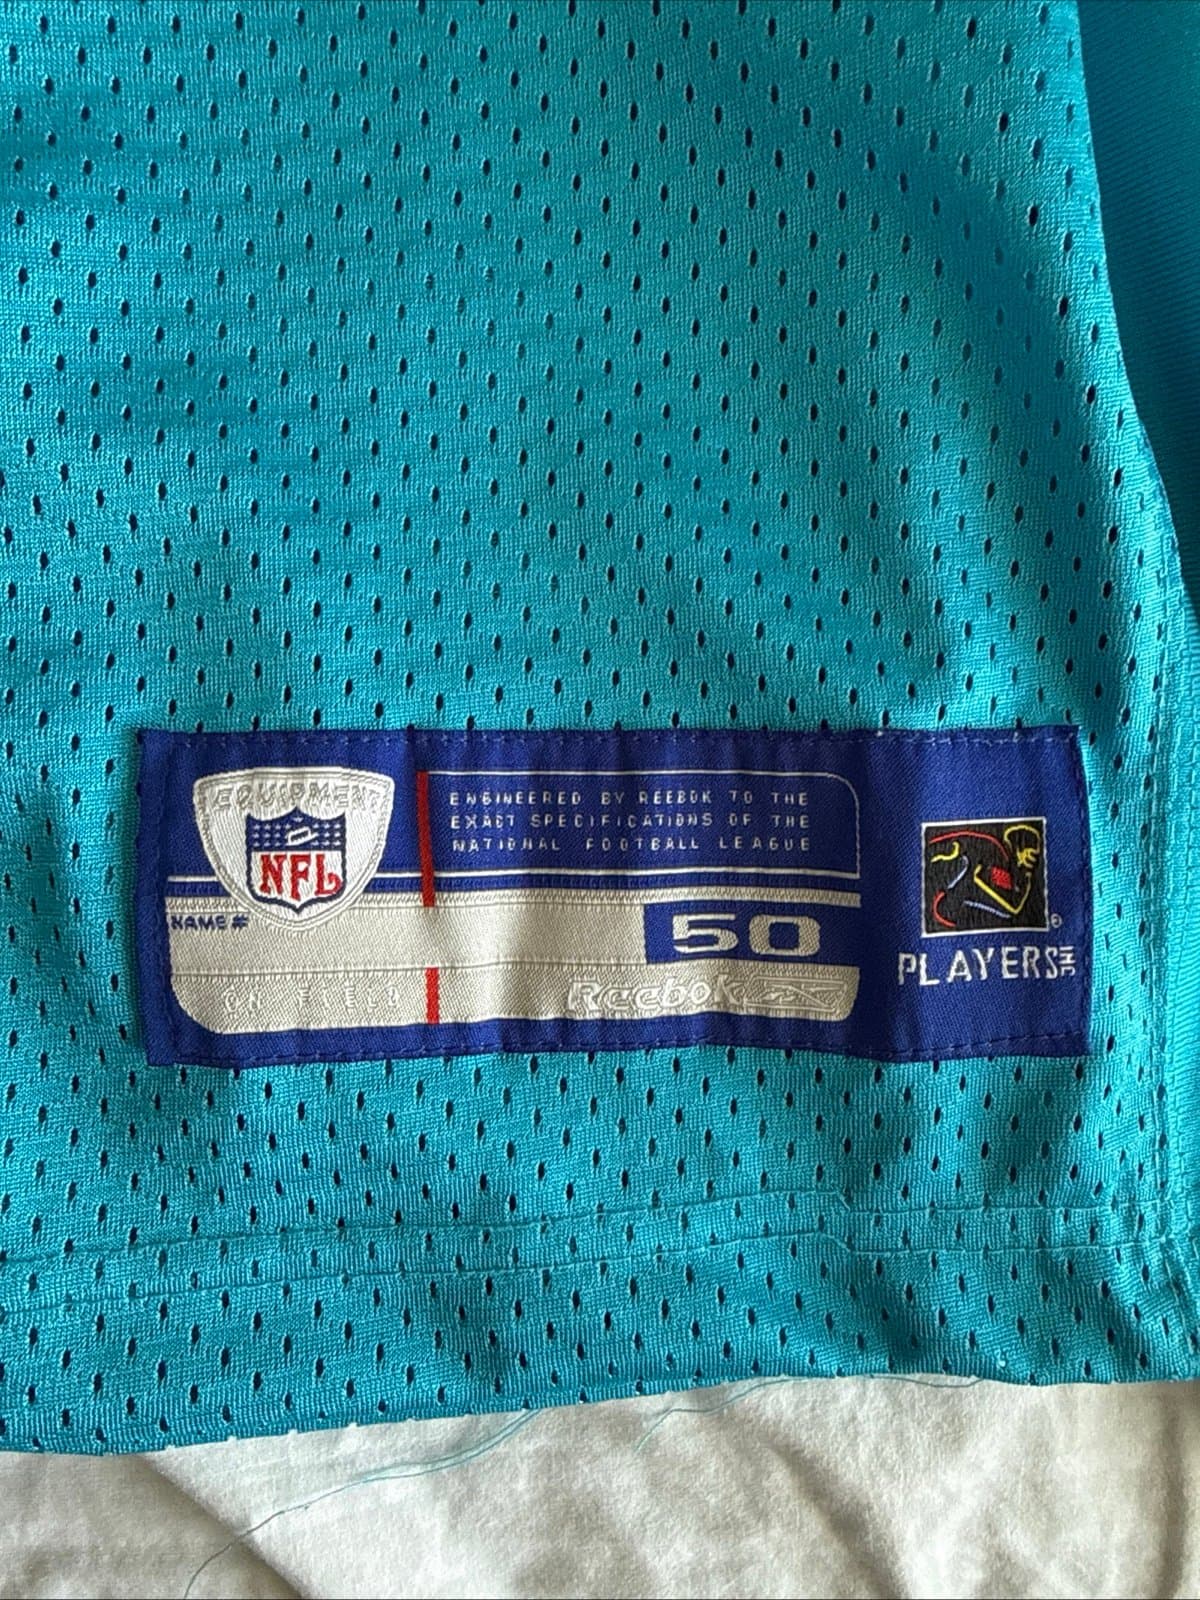 EQUIPMENT
NFL
ENGINEERED BY REEBOK TO THE
EXACT SPECIFICATIONS OF THE
NATIONAL FOOTBALL LEAGUE
NAME #
50
ON FIELD
Reebok
PLAYERS INC
®